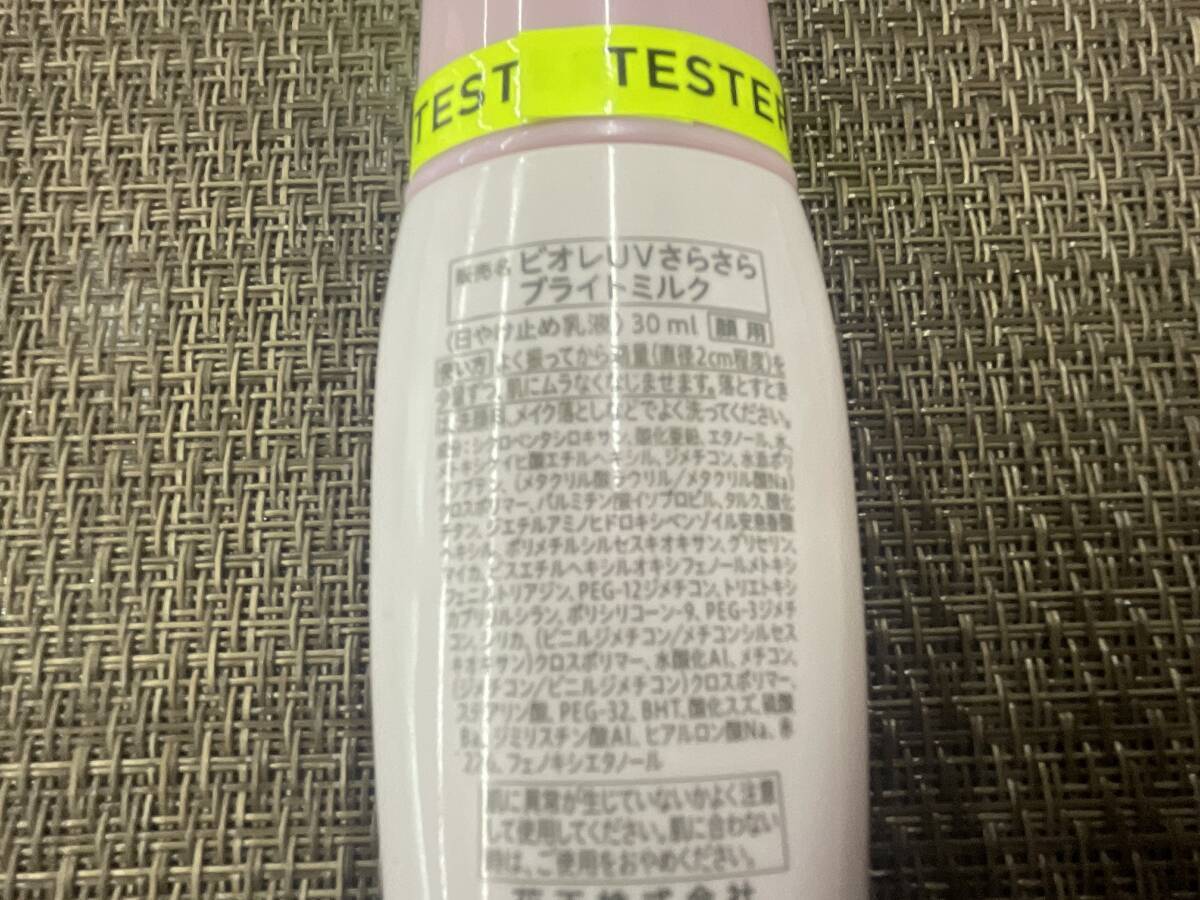 TEST TESTER
販売名 ビオレUVさらさら
ブライトミルク
(日やけ止め乳液) 30ml 顔用
使い方 よく振ってから適量(直径2cm程度)を
少量ずつ、肌にムラなくなじませます。落とすとき
は洗顔料、メイク落としなどでよく洗ってください。
成分:シクロペンタシロキサン、酸化亜鉛、エタノール、水、
メトキシケイヒ酸エチルヘキシル、ジメチコン、水添ポリ
イソブテン、(メタクリル酸ラウリル/メタクリル酸Na)
クロスポリマー、パルミチン酸イソプロピル、タルク、酸化
チタン、ジエチルアミノヒドロキシベンゾイル安息香酸
ヘキシル、ポリメチルシルセスキオキサン、グリセリン、
マイカ、ビスエチルヘキシルオキシフェノールメトキシ
フェニルトリアジン、PEG-12ジメチコン、トリエトキシ
カプリリルシラン、ポリシリコーン-9、PEG-3ジメチ
コン、シリカ、(ビニルジメチコン/メチコンシルセス
キオキサン)クロスポリマー、水酸化Al、メチコン、
(ジメチコン/ビニルジメチコン)クロスポリマー、
ステアリン酸、PEG-32、BHT、酸化スズ、硫酸
Ba、ジミリスチン酸Al、ヒアルロン酸Na、赤
226、フェノキシエタノール
肌に異常が生じていないかよく注意
して使用してください。肌に合わない
時は、ご使用をおやめください。
花王株式会社